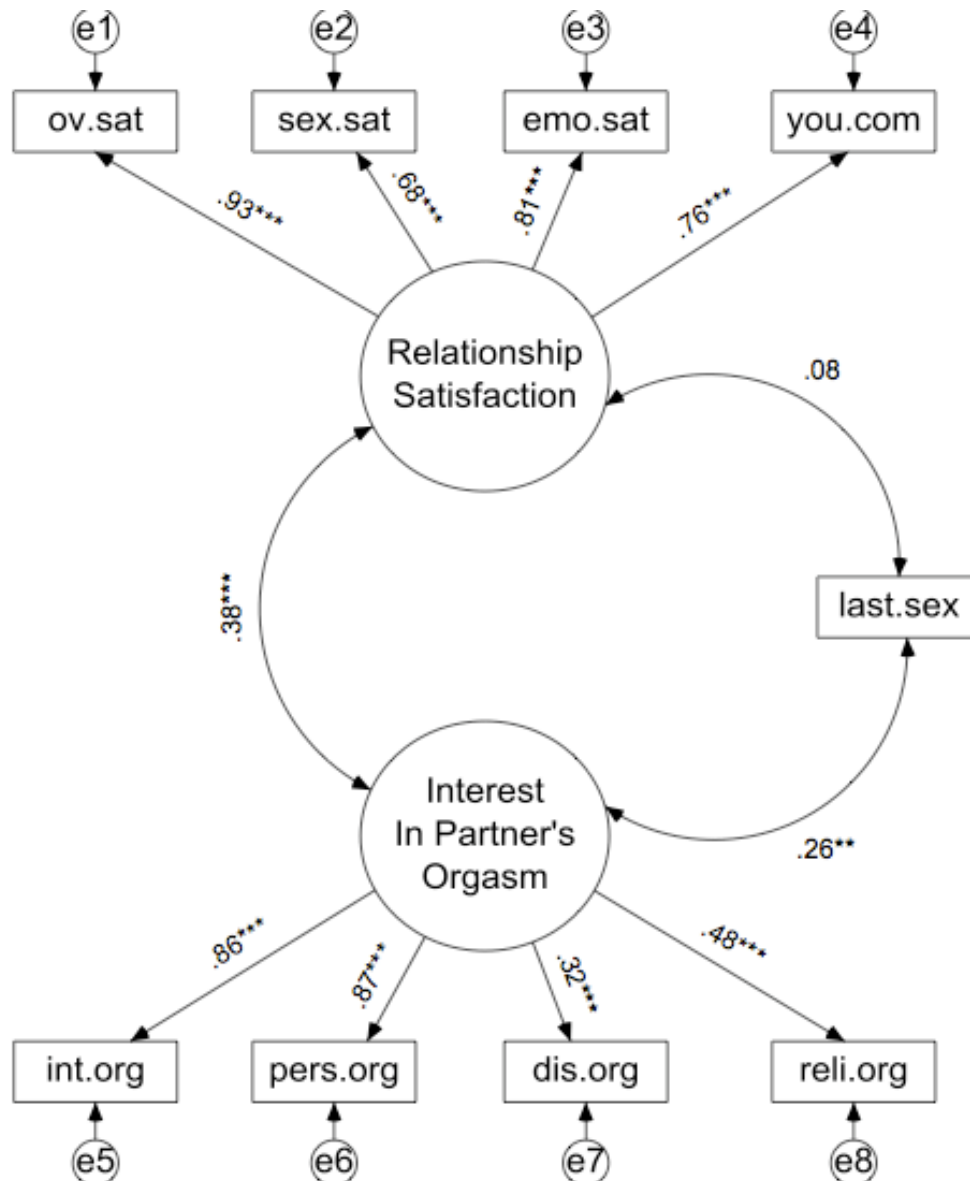 e1 e2 e3 e4
ov.sat sex.sat emo.sat you.com
.93*** .68*** .81*** .76***
Relationship
Satisfaction
.08
.38***
last.sex
Interest
In Partner's
Orgasm
.26**
.86*** .87*** .32*** .48***
int.org pers.org dis.org reli.org
e5 e6 e7 e8